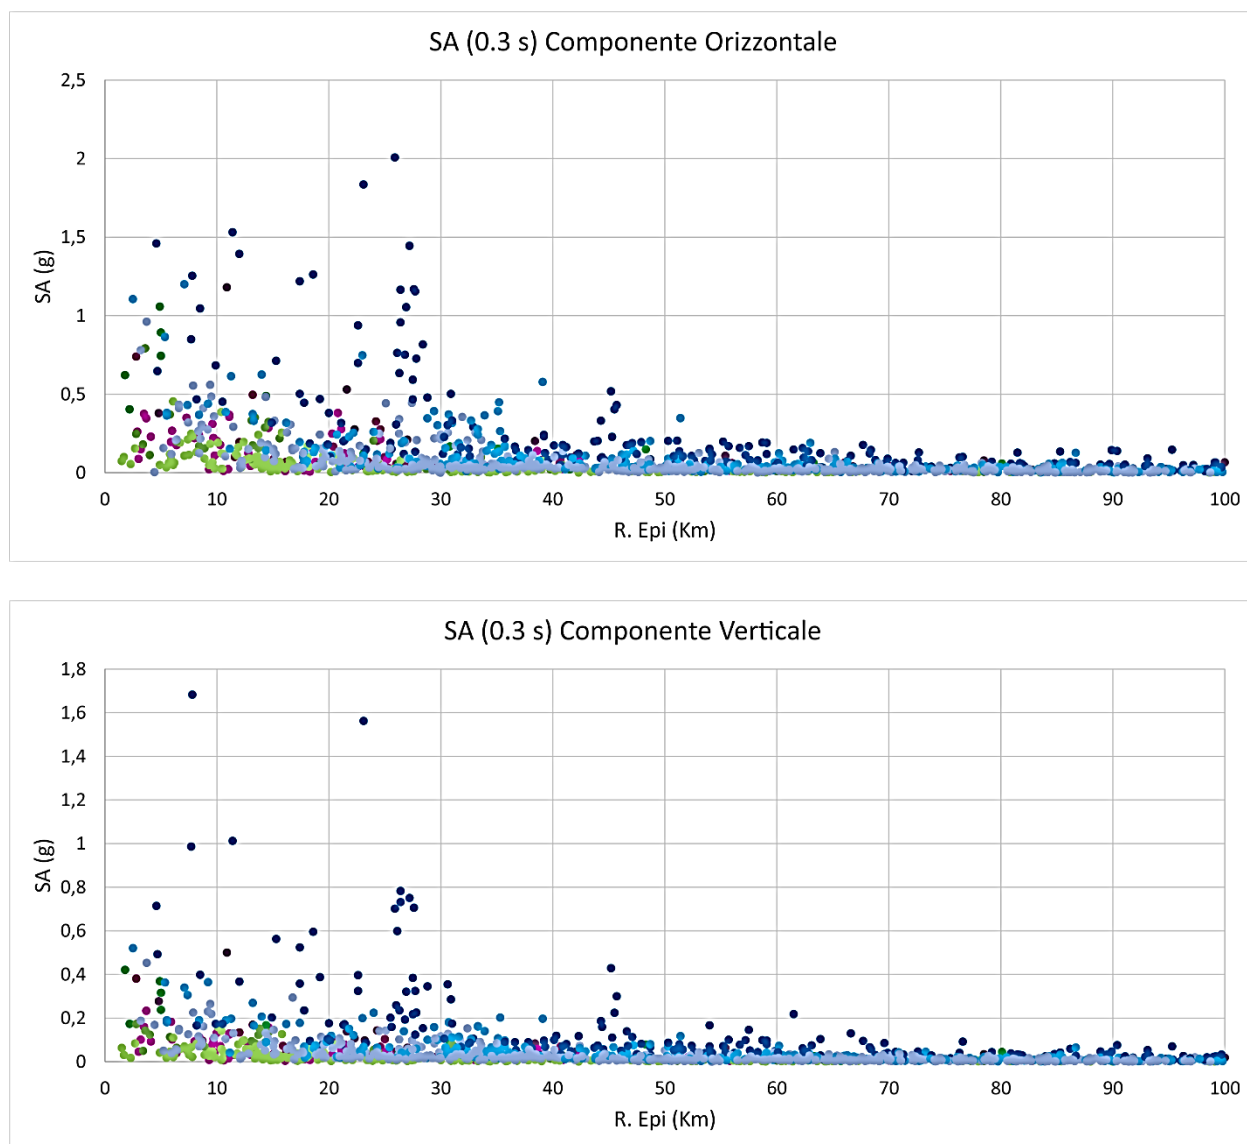 SA (0.3 s) Componente Orizzontale
2,5
2
1,5
1
0,5
0
SA (g)
0 10 20 30 40 50 60 70 80 90 100
R. Epi (Km)
SA (0.3 s) Componente Verticale
1,8
1,6
1,4
1,2
1
0,8
0,6
0,4
0,2
0
SA (g)
0 10 20 30 40 50 60 70 80 90 100
R. Epi (Km)